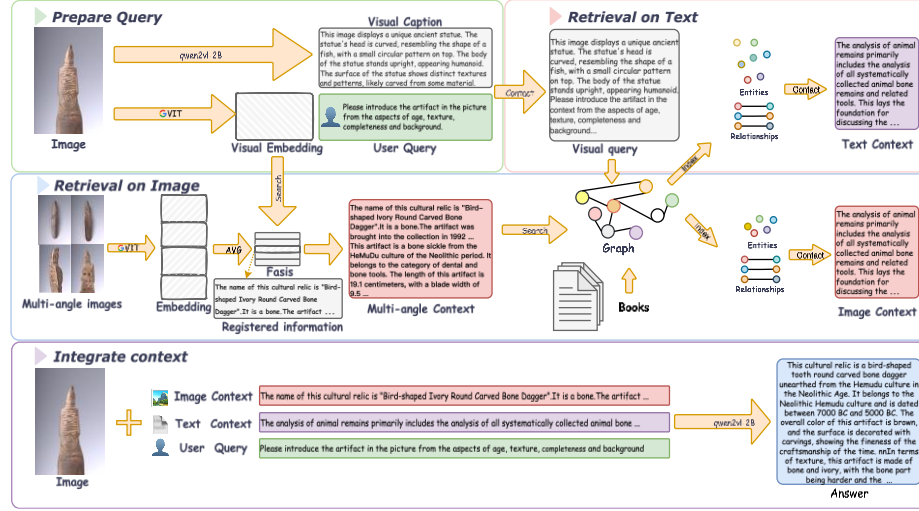 Prepare Query
Image
qwen2vl 2B
GVIT
Visual Embedding
Visual Caption
This image displays a unique ancient
statue. The statue's head is curved,
resembling the shape of a
fish, with a small circular pattern on top. The
body of the statue stands upright, appearing humanoid.
The surface of the statue shows distinct textures
and patterns, likely carved from some material.
Please introduce the artifact in the picture
from the aspects of age, texture,
completeness and background.
User Query
Search
Contact
Retrieval on Text
This image displays a unique ancient
statue. The statue's head is
curved, resembling the shape of a
fish, with a small circular pattern
on top. The body of the statue
stands upright, appearing humanoid.
Please introduce the artifact in the
context from the aspects of age,
texture, completeness and
background...
Visual query
Index
Entities
Relationships
Contact
The analysis of animal
remains primarily
includes the analysis
of all systematically
collected animal bone
remains and related
tools. This lays the
foundation for
discussing the ...
Text Context
Retrieval on Image
Multi-angle images
GVIT
Embedding
AVG
Fasis
The name of this cultural relic is "Bird-
shaped Ivory Round Carved Bone
Dagger".It is a bone.The artifact ...
Registered information
The name of this cultural relic is "Bird-
shaped Ivory Round Carved Bone
Dagger".It is a bone.The artifact was
brought into the collection in 1992 ...
This artifact is a bone sickle from the
HeMuDu culture of the Neolithic period. It
belongs to the category of dental and
bone tools. The length of this artifact is
19.1 centimeters, with a blade width of
9.5 ...
Multi-angle Context
Search
Graph
Books
Index
Entities
Relationships
Contact
The analysis of animal
remains primarily
includes the analysis
of all systematically
collected animal bone
remains and related
tools. This lays the
foundation for
discussing the ...
Image Context
Integrate context
Image
Image Context
The name of this cultural relic is "Bird-shaped Ivory Round Carved Bone Dagger".It is a bone.The artifact ...
Text Context
The analysis of animal remains primarily includes the analysis of all systematically collected animal bone ...
User Query
Please introduce the artifact in the picture from the aspects of age, texture, completeness and background
qwen2vl 2B
This cultural relic is a bird-shaped
tooth round carved bone dagger
unearthed from the Hemudu culture in
the Neolithic Age. It belongs to the
Neolithic Hemudu culture and is dated
between 7000 BC and 5000 BC. The
overall color of this artifact is brown,
and the surface is decorated with
carvings, showing the fineness of the
craftsmanship of the time. nnIn terms
of texture, this artifact is made of
bone and ivory, with the bone part
being harder and the ...
Answer